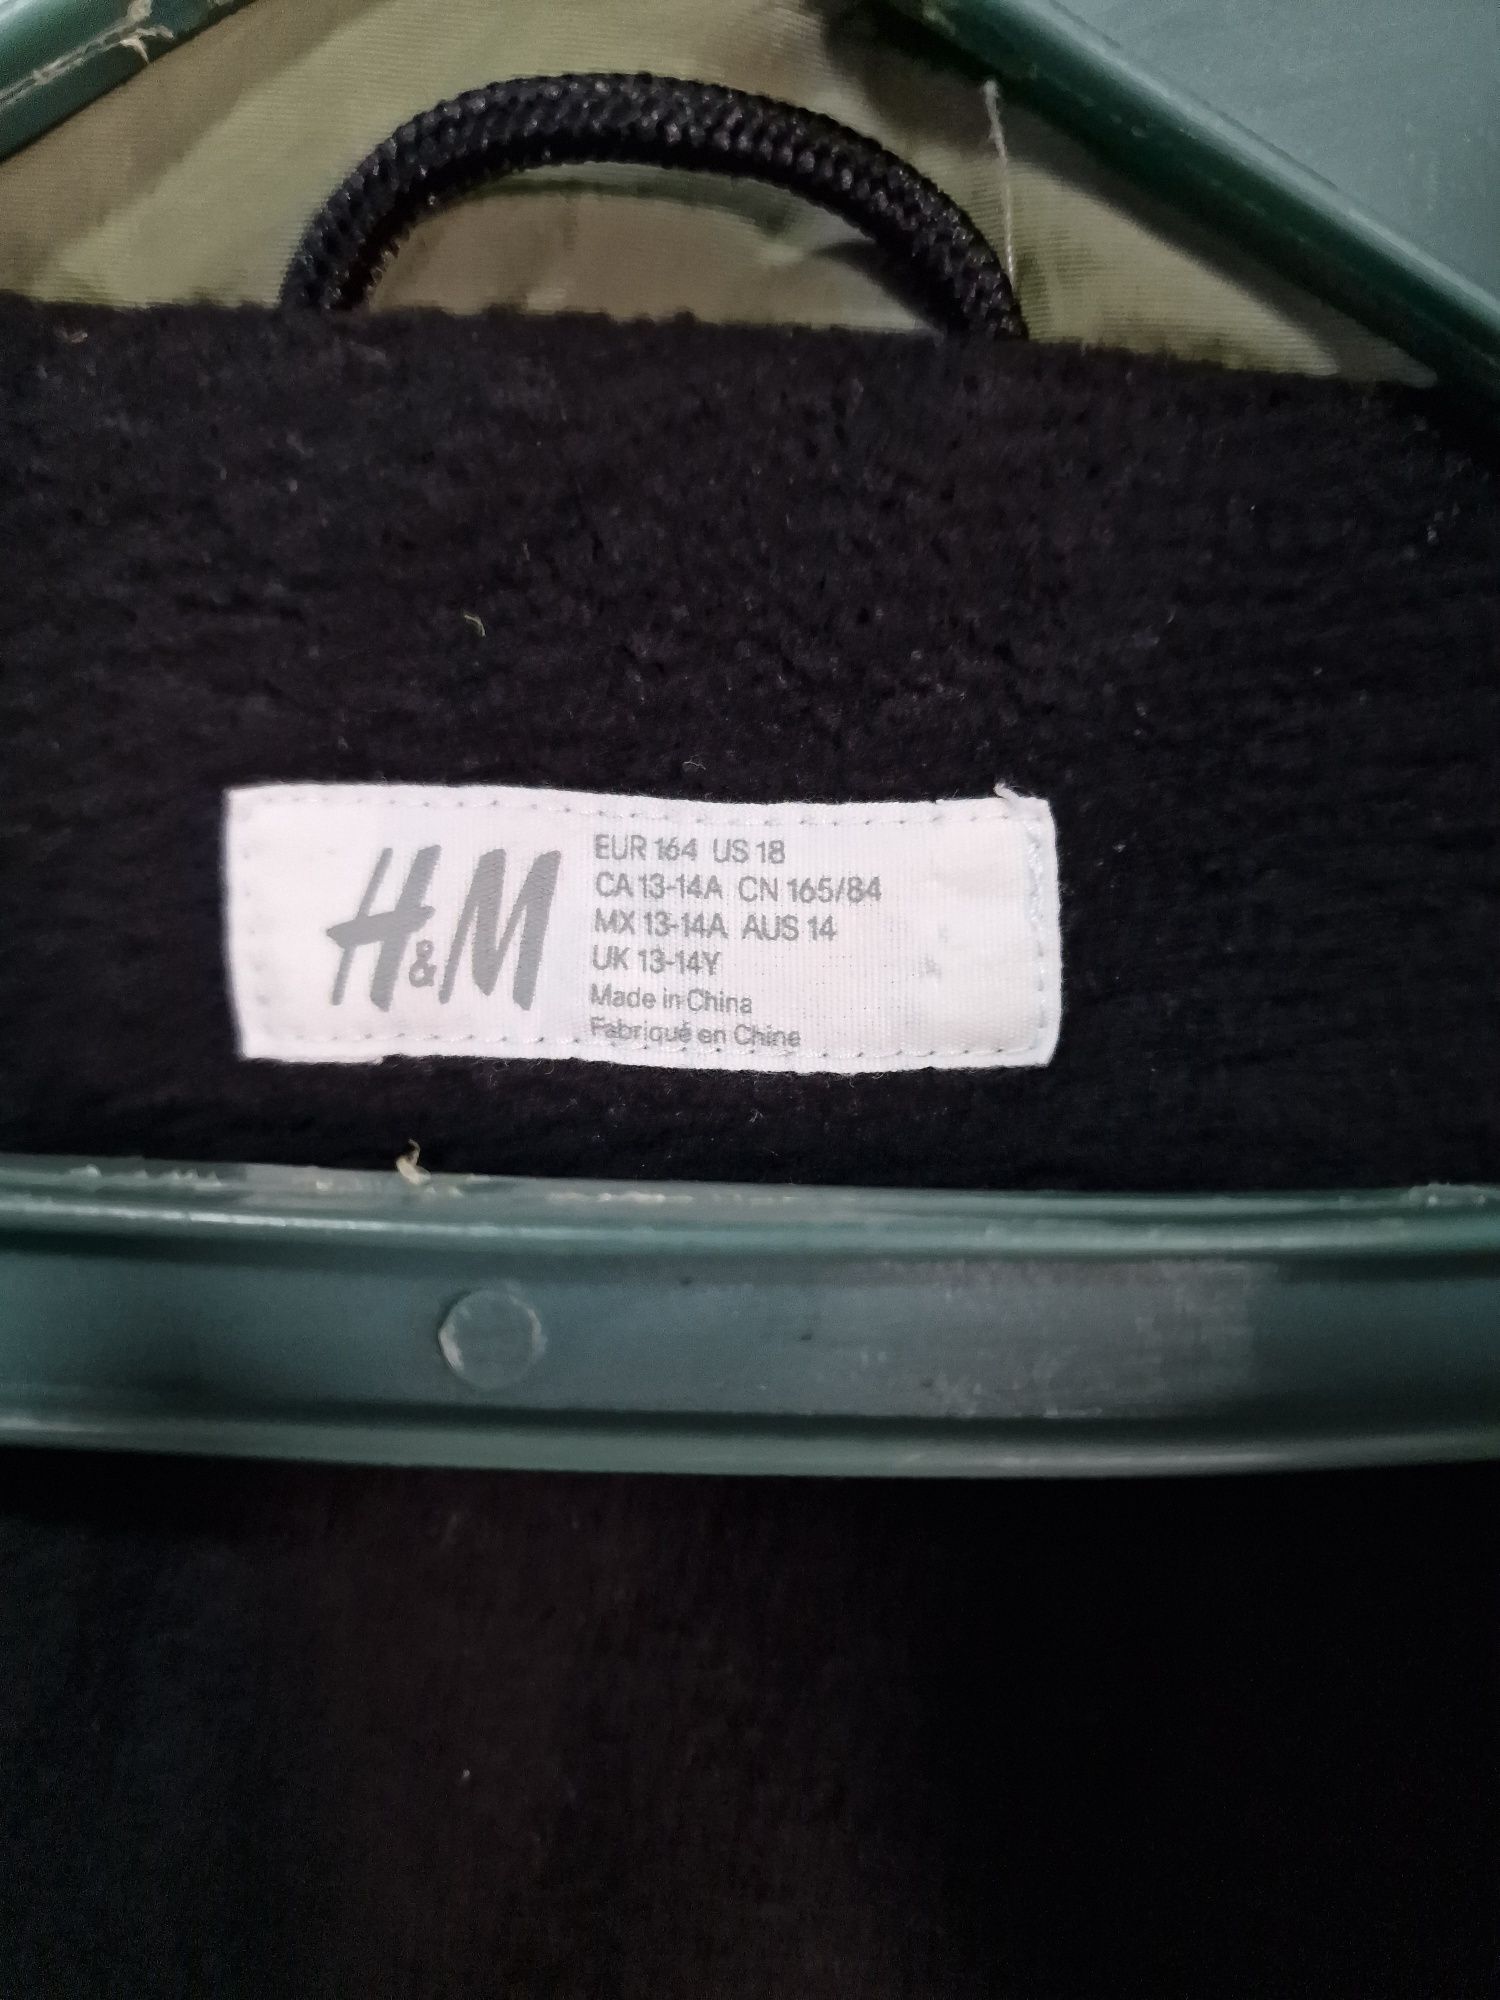 H&M
EUR 164 US 18
CA 13-14A CN 165/84
MX 13-14A AUS 14
UK 13-14Y
Made in China
Fabriqué en Chine